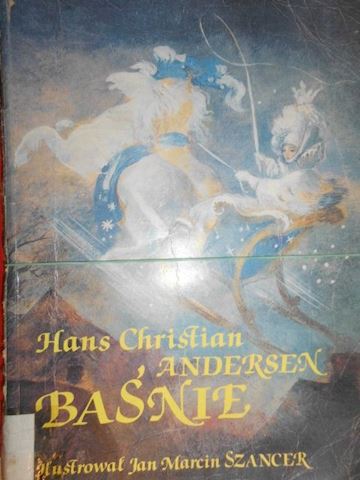 Hans Christian
ANDERSEN
BAŚNIE
Ilustrował Jan Marcin SZANCER